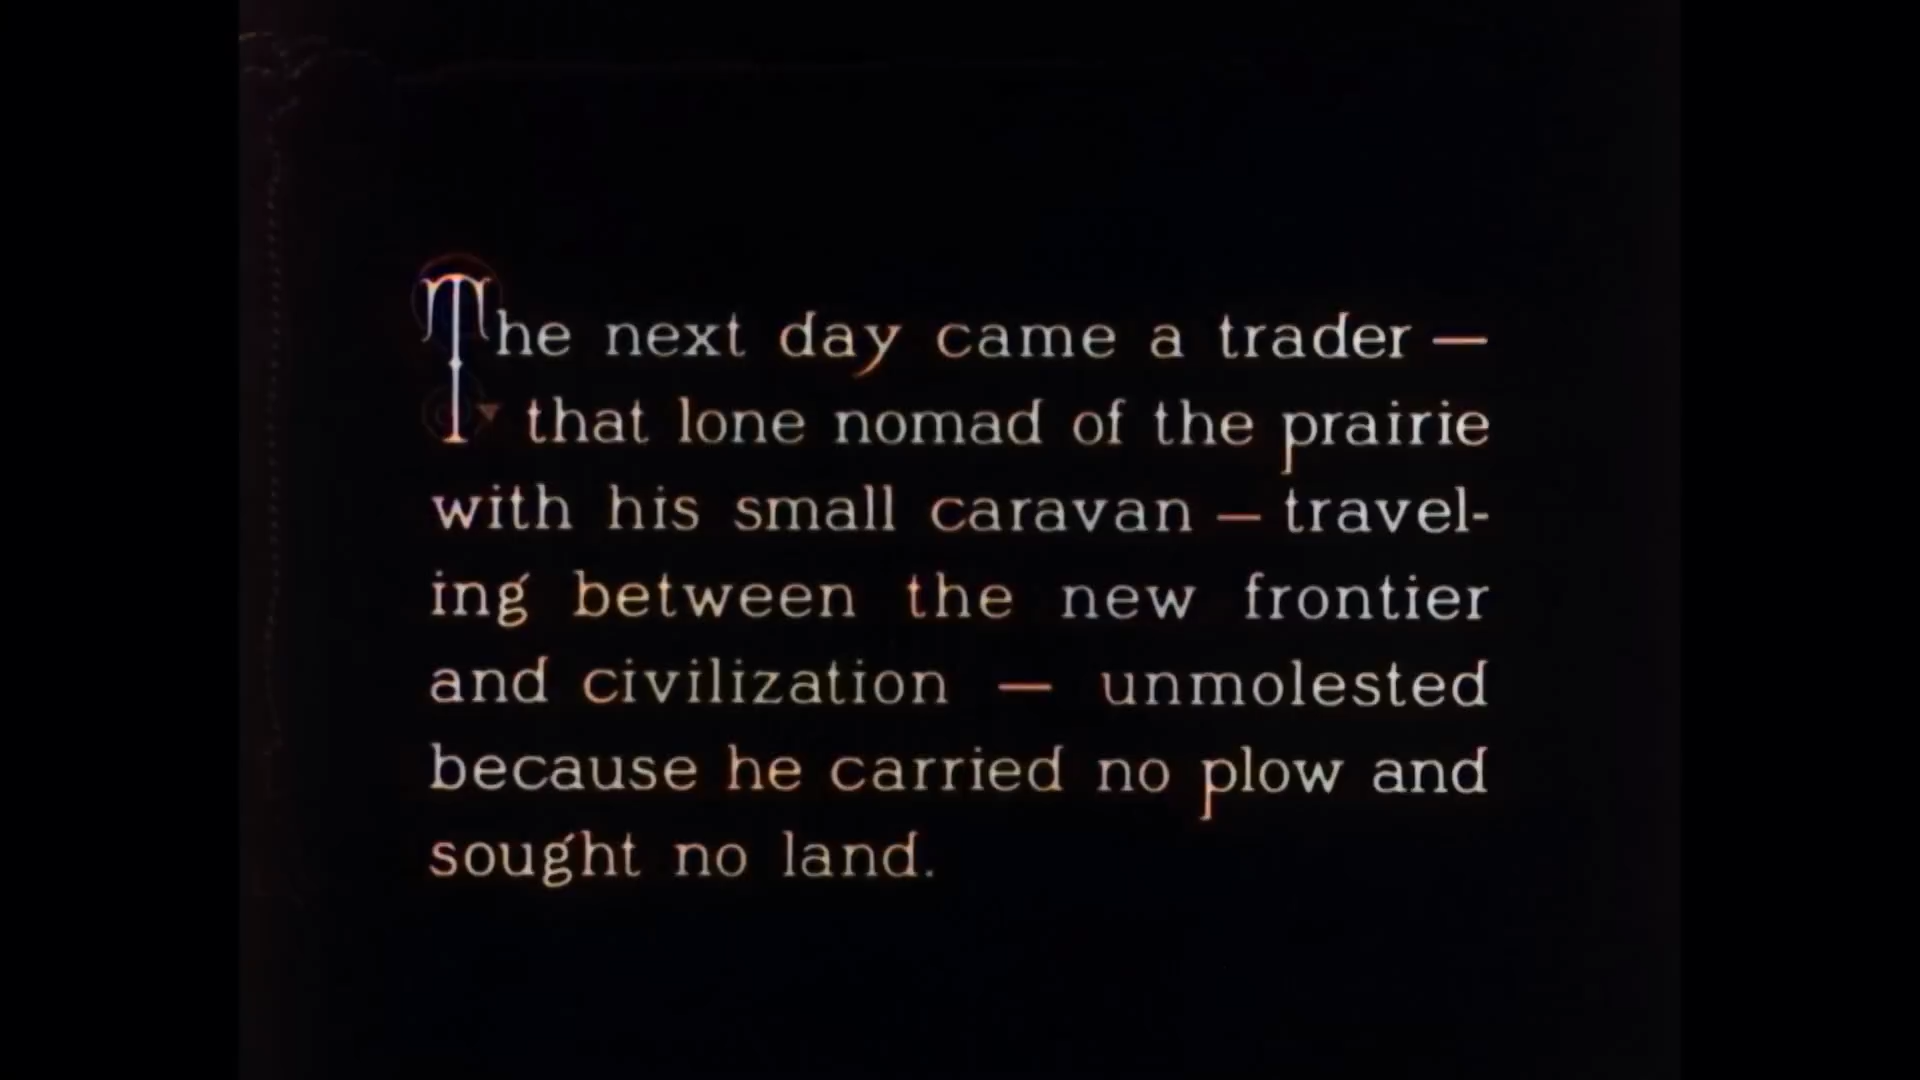 The next day came a trader —
that lone nomad of the prairie
with his small caravan — travel-
ing between the new frontier
and civilization — unmolested
because he carried no plow and
sought no land.